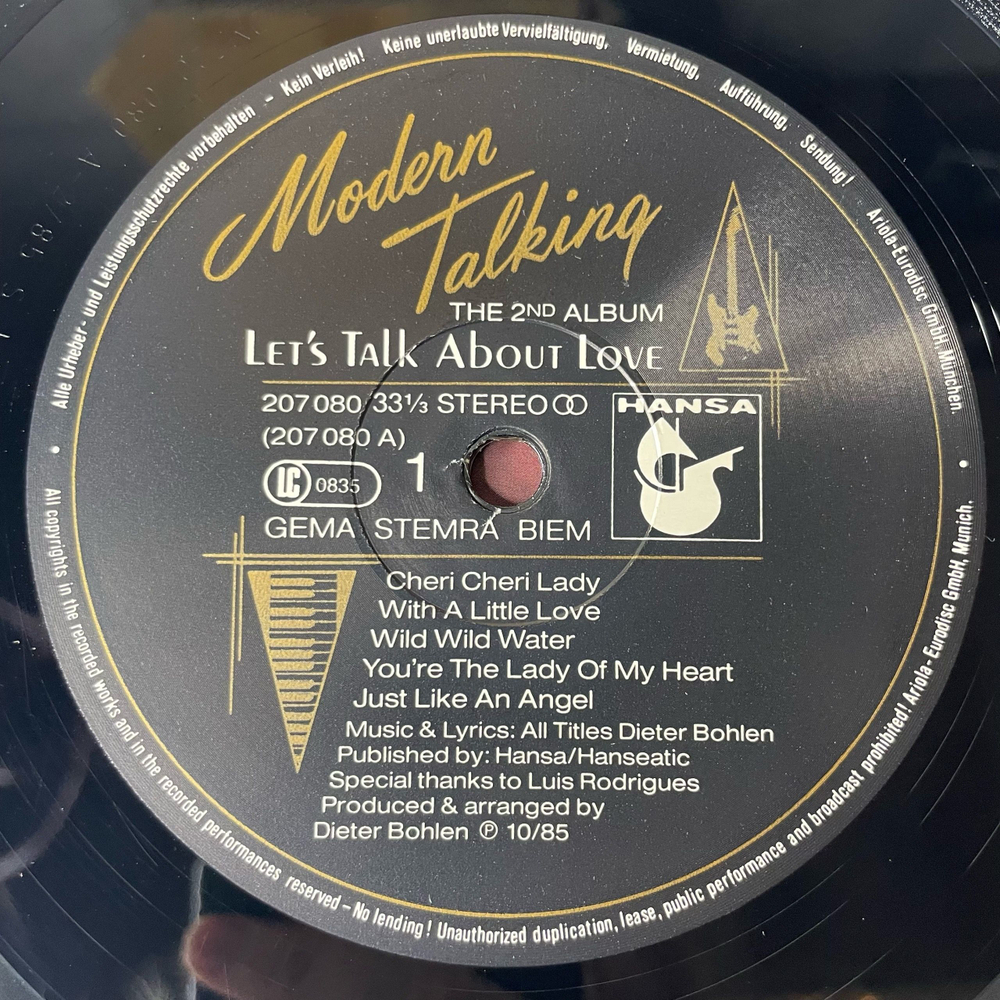 Alle Urheber- und Leistungsschutzrechte vorbehalten – Kein Verleih! Keine unerlaubte Vervielfältigung, Vermietung, Aufführung, Sendung! Ariola-Eurodisc GmbH, München.
Modern
Talking
THE 2ND ALBUM
LET'S TALK ABOUT LOVE
207 080 33⅓ STEREO
HANSA
(207 080 A)
LC 0835
1
GEMA STEMRA BIEM
Cheri Cheri Lady
With A Little Love
Wild Wild Water
You're The Lady Of My Heart
Just Like An Angel
Music & Lyrics: All Titles Dieter Bohlen
Published by: Hansa/Hanseatic
Special thanks to Luis Rodrigues
Produced & arranged by
Dieter Bohlen ℗ 10/85
All copyrights in the recorded works and in the recorded performances reserved – No lending! Unauthorized duplication, lease, public performance and broadcast prohibited! Ariola-Eurodisc GmbH, Munich.